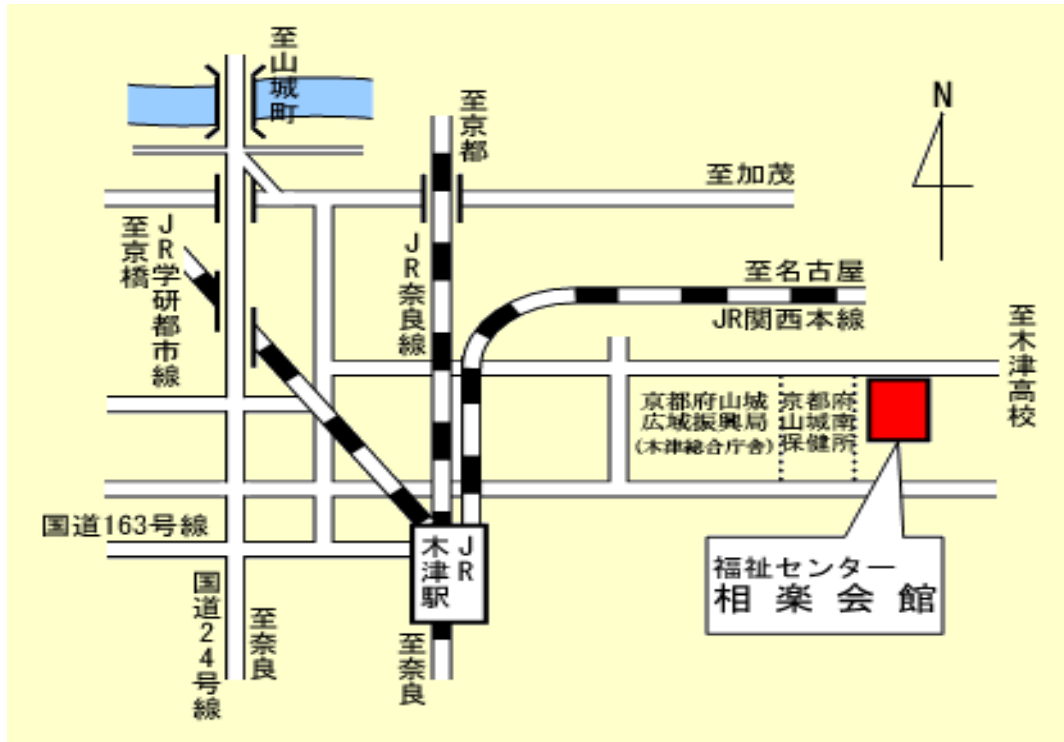 至山城町
至京都
N
至加茂
至京橋
JR学研都市線
JR奈良線
至名古屋
JR関西本線
至木津高校
京都府山城
広域振興局
(木津総合庁舎)
京都府
山城南
保健所
国道163号線
JR
木津駅
福祉センター
相楽会館
国道24号線
至奈良
至奈良